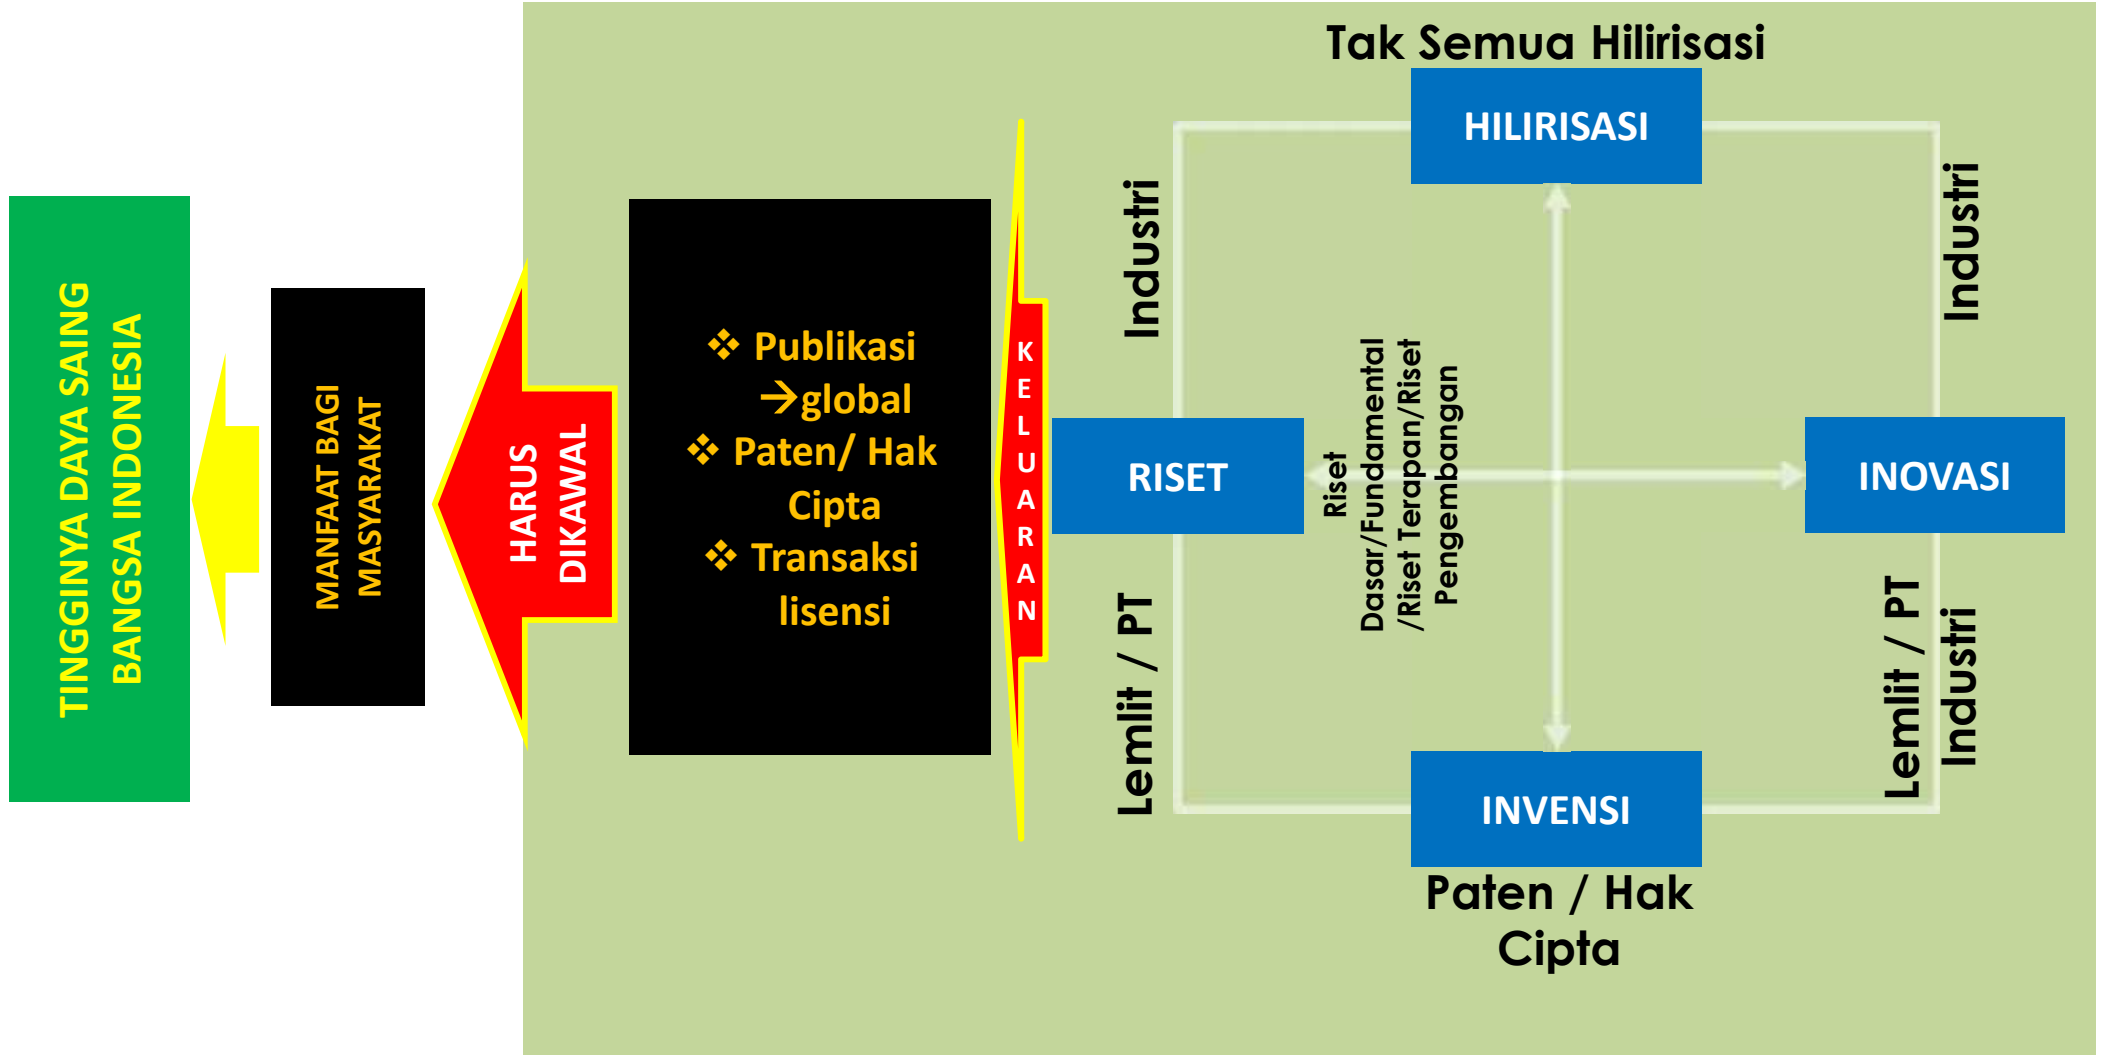 TINGGINYA DAYA SAING
BANGSA INDONESIA
MANFAAT BAGI
MASYARAKAT
HARUS
DIKAWAL
❖ Publikasi
→global
❖ Paten/ Hak
Cipta
❖ Transaksi
lisensi
K
E
L
U
A
R
A
N
Tak Semua Hilirisasi
HILIRISASI
Industri
Industri
RISET
Riset
Dasar/Fundamental
/Riset Terapan/Riset
Pengembangan
INOVASI
Lemlit / PT
Lemlit / PT
Industri
INVENSI
Paten / Hak
Cipta